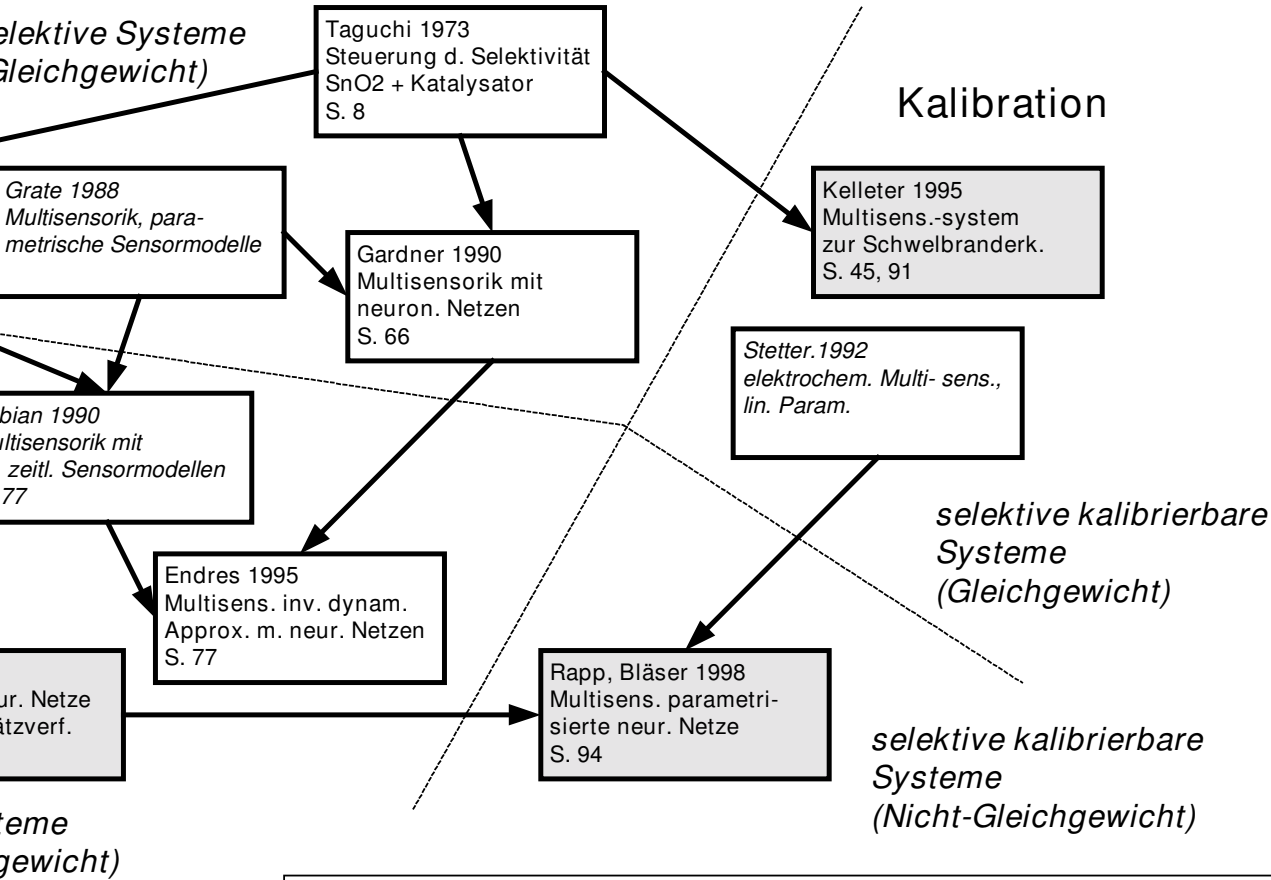 elektive Systeme
Gleichgewicht)
Taguchi 1973
Steuerung d. Selektivität
SnO2 + Katalysator
S. 8
Kalibration
Grate 1988
Multisensorik, para-
metrische Sensormodelle
Gardner 1990
Multisensorik mit
neuron. Netzen
S. 66
Kelleter 1995
Multisens.-system
zur Schwelbranderk.
S. 45, 91
Stetter.1992
elektrochem. Multi- sens.,
lin. Param.
bian 1990
ultisensorik mit
zeitl. Sensormodellen
77
Endres 1995
Multisens. inv. dynam.
Approx. m. neur. Netzen
S. 77
selektive kalibrierbare
Systeme
(Gleichgewicht)
ur. Netze
ätzverf.
Rapp, Bläser 1998
Multisens. parametri-
sierte neur. Netze
S. 94
selektive kalibrierbare
Systeme
(Nicht-Gleichgewicht)
teme
gewicht)